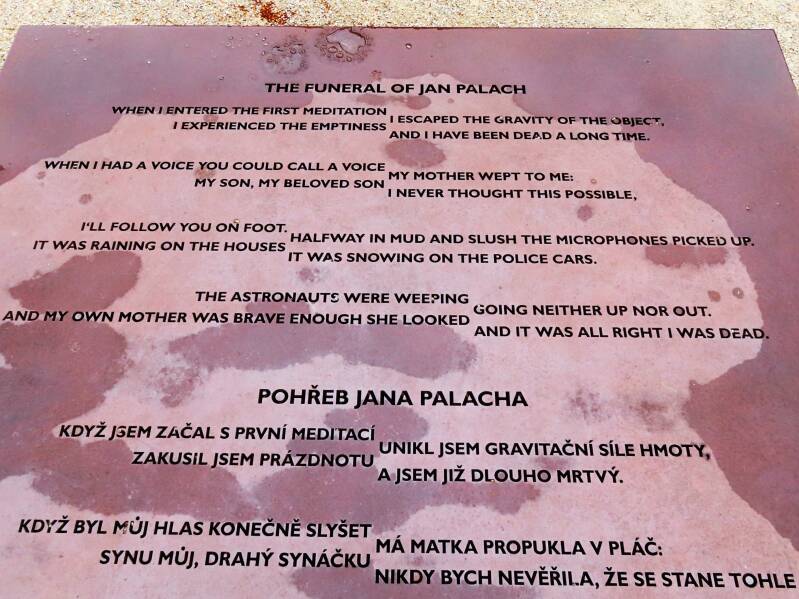 THE FUNERAL OF JAN PALACH
WHEN I ENTERED THE FIRST MEDITATION
I ESCAPED THE GRAVITY OF THE OBJECT,
I EXPERIENCED THE EMPTINESS
AND I HAVE BEEN DEAD A LONG TIME.
WHEN I HAD A VOICE YOU COULD CALL A VOICE
MY MOTHER WEPT TO ME:
MY SON, MY BELOVED SON
I NEVER THOUGHT THIS POSSIBLE,
I'LL FOLLOW YOU ON FOOT.
HALFWAY IN MUD AND SLUSH THE MICROPHONES PICKED UP.
IT WAS RAINING ON THE HOUSES
IT WAS SNOWING ON THE POLICE CARS.
THE ASTRONAUTS WERE WEEPING
GOING NEITHER UP NOR OUT.
AND MY OWN MOTHER WAS BRAVE ENOUGH SHE LOOKED
AND IT WAS ALL RIGHT I WAS DEAD.
POHŘEB JANA PALACHA
KDYŽ JSEM ZAČAL S PRVNÍ MEDITACÍ
UNIKL JSEM GRAVITAČNÍ SÍLE HMOTY,
ZAKUSIL JSEM PRÁZDNOTU
A JSEM JIŽ DLOUHO MRTVÝ.
KDYŽ BYL MŮJ HLAS KONEČNĚ SLYŠET
MÁ MATKA PROPUKLA V PLÁČ:
SYNU MŮJ, DRAHÝ SYNÁČKU
NIKDY BYCH NEVĚŘILA, ŽE SE STANE TOHLE